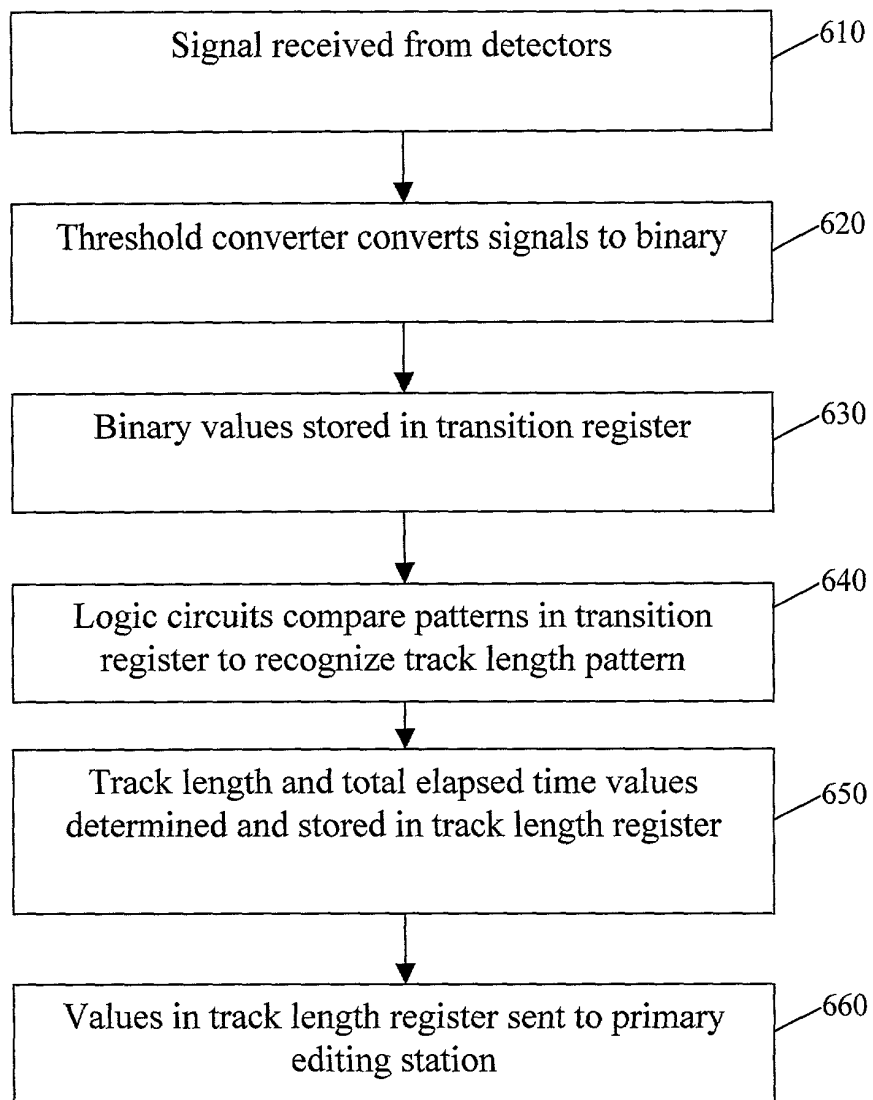 Signal received from detectors
610
Threshold converter converts signals to binary
620
Binary values stored in transition register
630
Logic circuits compare patterns in transition
register to recognize track length pattern
640
Track length and total elapsed time values
determined and stored in track length register
650
Values in track length register sent to primary
editing station
660